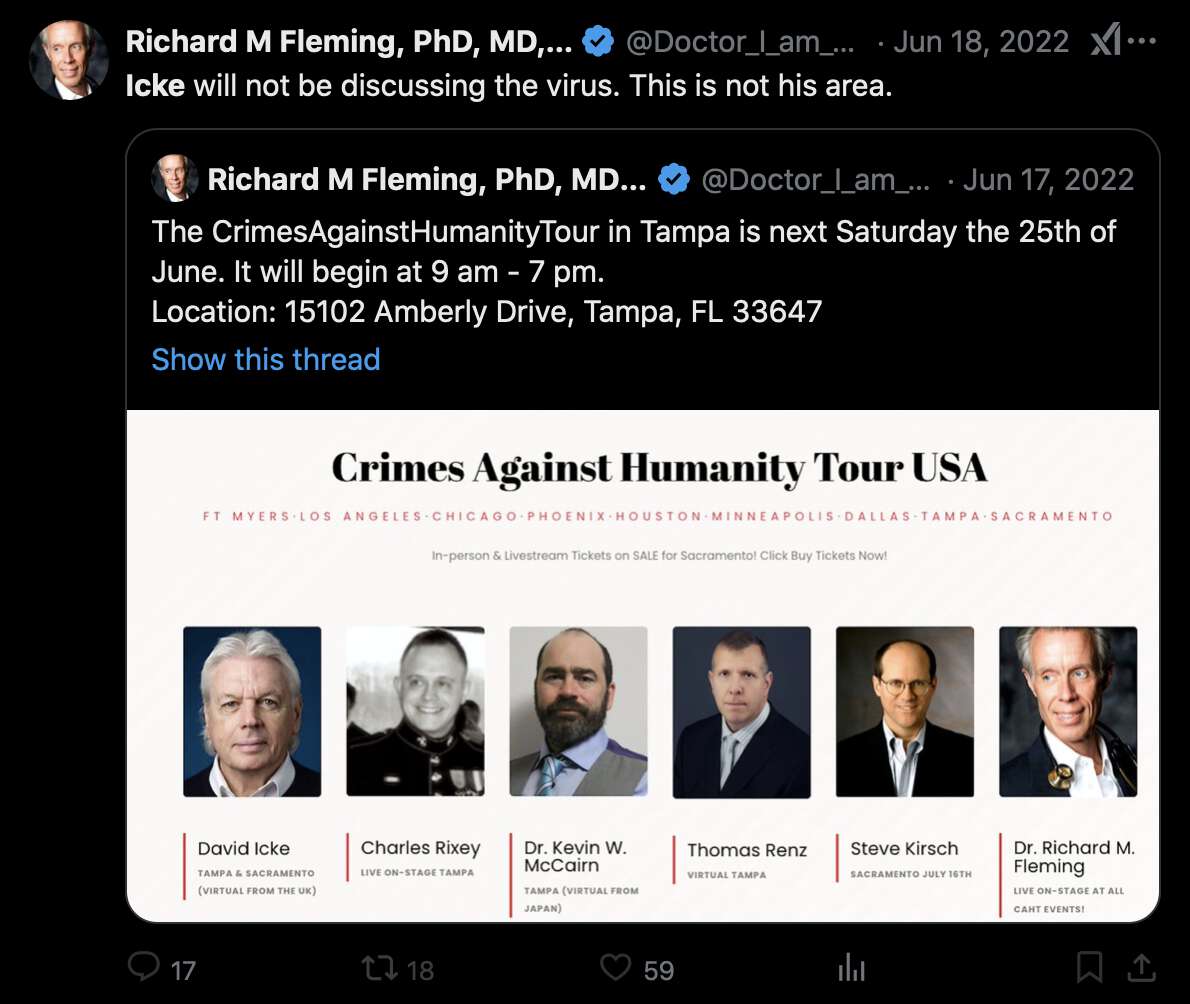 Richard M Fleming, PhD, MD,... @Doctor_I_am_... · Jun 18, 2022
Icke will not be discussing the virus. This is not his area.
Richard M Fleming, PhD, MD... @Doctor_I_am_... · Jun 17, 2022
The CrimesAgainstHumanityTour in Tampa is next Saturday the 25th of
June. It will begin at 9 am - 7 pm.
Location: 15102 Amberly Drive, Tampa, FL 33647
Show this thread
Crimes Against Humanity Tour USA
FT MYERS·LOS ANGELES·CHICAGO·PHOENIX·HOUSTON·MINNEAPOLIS·DALLAS·TAMPA·SACRAMENTO
In-person & Livestream Tickets on SALE for Sacramento! Click Buy Tickets Now!
David Icke
TAMPA & SACRAMENTO
(VIRTUAL FROM THE UK)
Charles Rixey
LIVE ON-STAGE TAMPA
Dr. Kevin W.
McCairn
TAMPA (VIRTUAL FROM
JAPAN)
Thomas Renz
VIRTUAL TAMPA
Steve Kirsch
SACRAMENTO JULY 16TH
Dr. Richard M.
Fleming
LIVE ON-STAGE AT ALL
CAHT EVENTS!
17 18 59